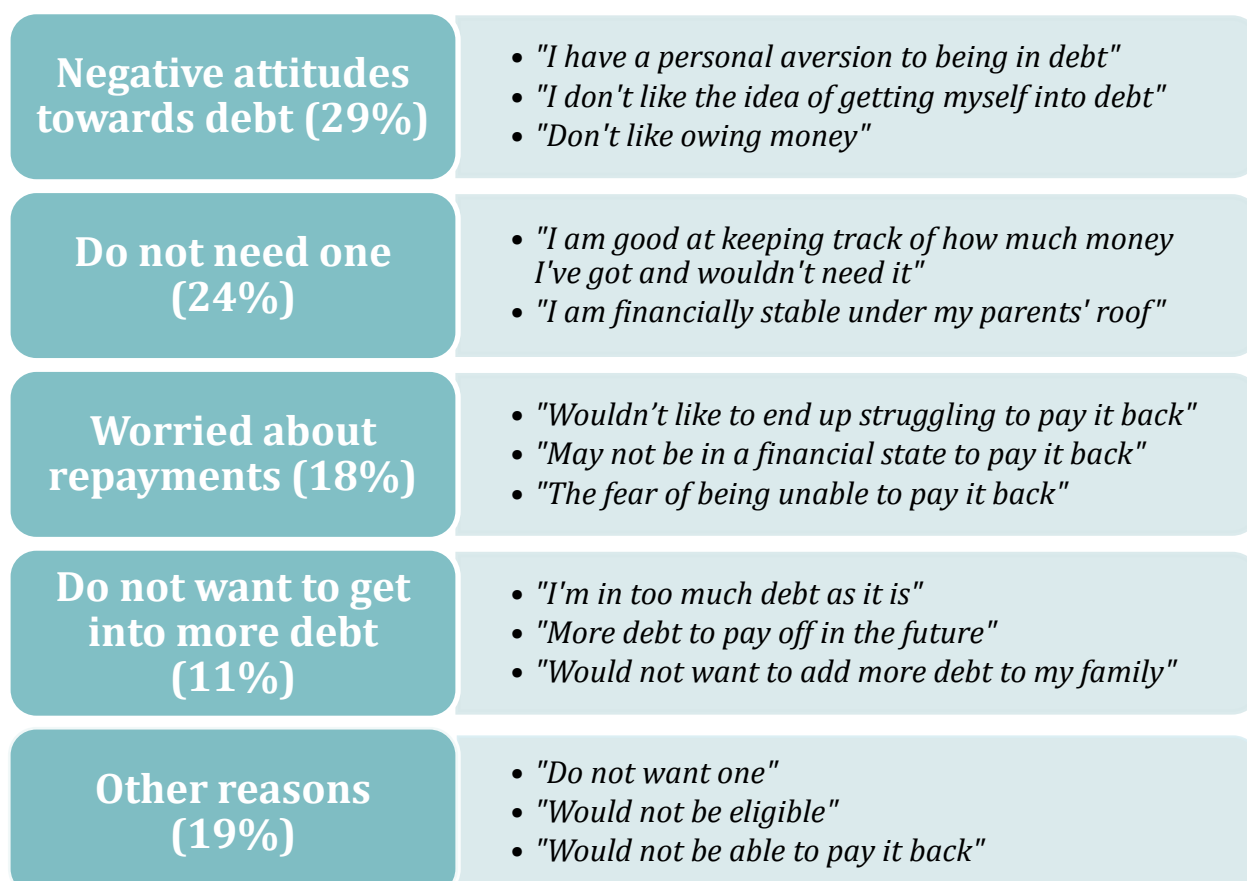 Negative attitudes
towards debt (29%)
• "I have a personal aversion to being in debt"
• "I don't like the idea of getting myself into debt"
• "Don't like owing money"
Do not need one
(24%)
• "I am good at keeping track of how much money
I've got and wouldn't need it"
• "I am financially stable under my parents' roof"
Worried about
repayments (18%)
• "Wouldn’t like to end up struggling to pay it back"
• "May not be in a financial state to pay it back"
• "The fear of being unable to pay it back"
Do not want to get
into more debt
(11%)
• "I'm in too much debt as it is"
• "More debt to pay off in the future"
• "Would not want to add more debt to my family"
Other reasons
(19%)
• "Do not want one"
• "Would not be eligible"
• "Would not be able to pay it back"